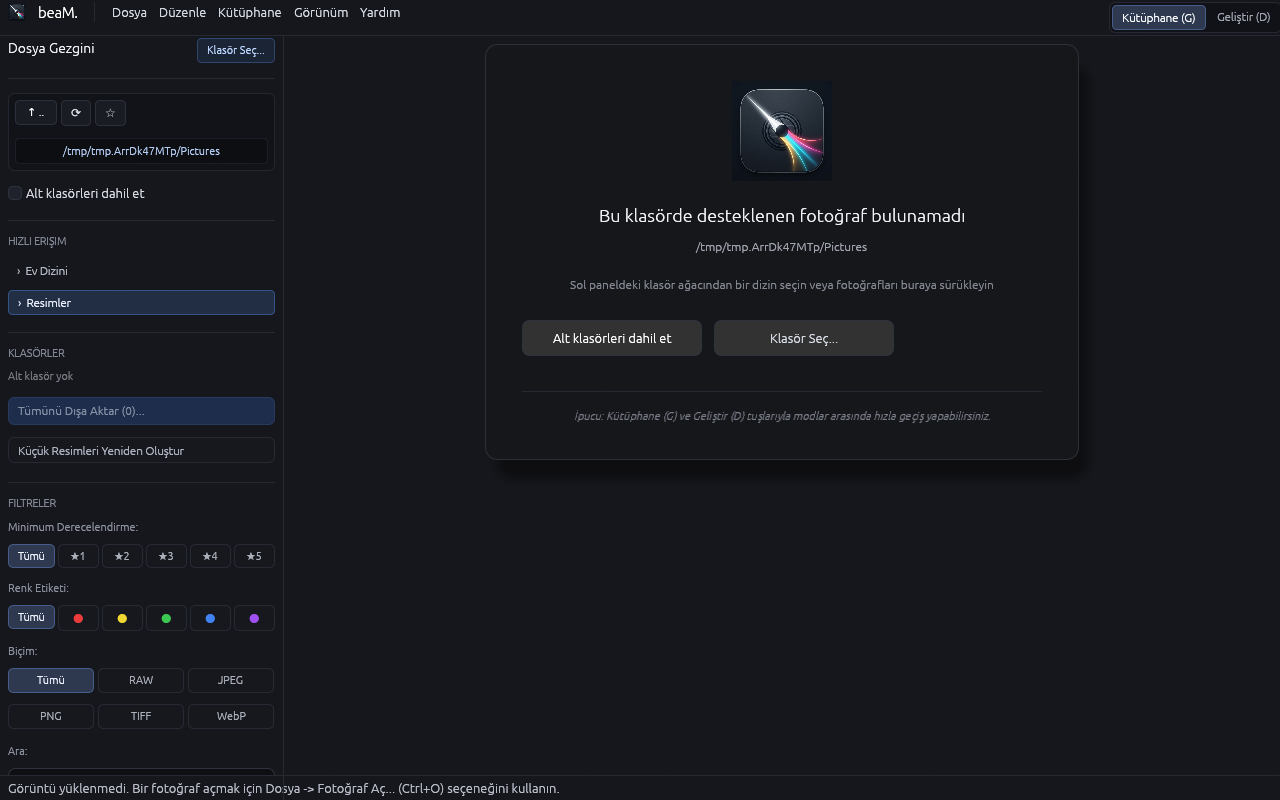 beaM.
Dosya Düzenle Kütüphane Görünüm Yardım
Kütüphane (G) Geliştir (D)
Dosya Gezgini
Klasör Seç...
↑ ..
⟳
☆
/tmp/tmp.ArrDk47MTp/Pictures
Alt klasörleri dahil et
HIZLI ERIŞIM
› Ev Dizini
› Resimler
KLASÖRLER
Alt klasör yok
Tümünü Dışa Aktar (0)...
Küçük Resimleri Yeniden Oluştur
FILTRELER
Minimum Derecelendirme:
Tümü ★1 ★2 ★3 ★4 ★5
Renk Etiketi:
Tümü
Biçim:
Tümü RAW JPEG
PNG TIFF WebP
Ara:
Bu klasörde desteklenen fotoğraf bulunamadı
/tmp/tmp.ArrDk47MTp/Pictures
Sol paneldeki klasör ağacından bir dizin seçin veya fotoğrafları buraya sürükleyin
Alt klasörleri dahil et Klasör Seç...
İpucu: Kütüphane (G) ve Geliştir (D) tuşlarıyla modlar arasında hızla geçiş yapabilirsiniz.
Görüntü yüklenmedi. Bir fotoğraf açmak için Dosya -> Fotoğraf Aç... (Ctrl+O) seçeneğini kullanın.